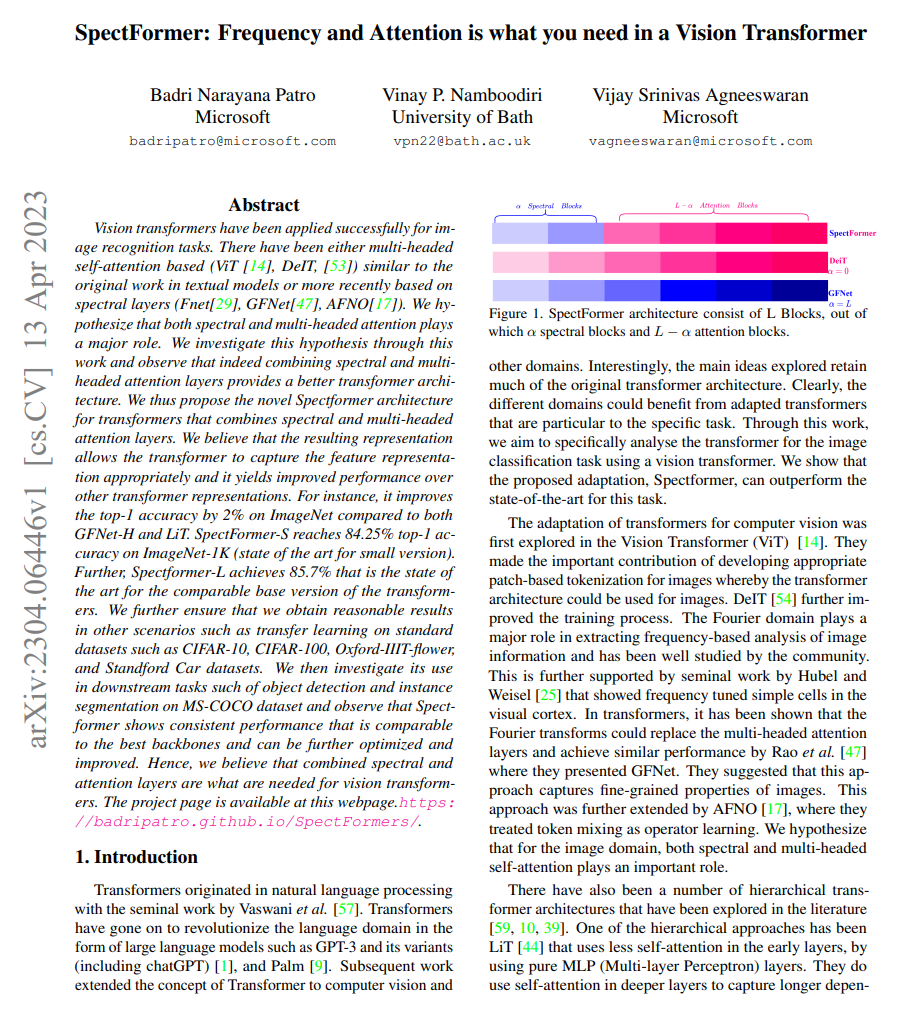 SpectFormer: Frequency and Attention is what you need in a Vision Transformer
Badri Narayana Patro
Microsoft
badripatro@microsoft.com
Vinay P. Namboodiri
University of Bath
vpn22@bath.ac.uk
Vijay Srinivas Agneeswaran
Microsoft
vagneeswaran@microsoft.com
arXiv:2304.06446v1 [cs.CV] 13 Apr 2023
Abstract
Vision transformers have been applied successfully for im-
age recognition tasks. There have been either multi-headed
self-attention based (ViT [14], DeIT, [53]) similar to the
original work in textual models or more recently based on
spectral layers (Fnet[29], GFNet[47], AFNO[17]). We hy-
pothesize that both spectral and multi-headed attention plays
a major role. We investigate this hypothesis through this
work and observe that indeed combining spectral and multi-
headed attention layers provides a better transformer archi-
tecture. We thus propose the novel Spectformer architecture
for transformers that combines spectral and multi-headed
attention layers. We believe that the resulting representation
allows the transformer to capture the feature representa-
tion appropriately and it yields improved performance over
other transformer representations. For instance, it improves
the top-1 accuracy by 2% on ImageNet compared to both
GFNet-H and LiT. SpectFormer-S reaches 84.25% top-1 ac-
curacy on ImageNet-1K (state of the art for small version).
Further, Spectformer-L achieves 85.7% that is the state of
the art for the comparable base version of the transform-
ers. We further ensure that we obtain reasonable results
in other scenarios such as transfer learning on standard
datasets such as CIFAR-10, CIFAR-100, Oxford-IIIT-flower,
and Standford Car datasets. We then investigate its use
in downstream tasks such of object detection and instance
segmentation on MS-COCO dataset and observe that Spect-
former shows consistent performance that is comparable
to the best backbones and can be further optimized and
improved. Hence, we believe that combined spectral and
attention layers are what are needed for vision transform-
ers. The project page is available at this webpage.https:
//badripatro.github.io/SpectFormers/.
1. Introduction
Transformers originated in natural language processing
with the seminal work by Vaswani et al. [57]. Transformers
have gone on to revolutionize the language domain in the
form of large language models such as GPT-3 and its variants
(including chatGPT) [1], and Palm [9]. Subsequent work
extended the concept of Transformer to computer vision and
α Spectral Blocks
L − α Attention Blocks
SpectFormer
DeiT
α = 0
GFNet
α = L
Figure 1. SpectFormer architecture consist of L Blocks, out of
which α spectral blocks and L − α attention blocks.
other domains. Interestingly, the main ideas explored retain
much of the original transformer architecture. Clearly, the
different domains could benefit from adapted transformers
that are particular to the specific task. Through this work,
we aim to specifically analyse the transformer for the image
classification task using a vision transformer. We show that
the proposed adaptation, Spectformer, can outperform the
state-of-the-art for this task.
The adaptation of transformers for computer vision was
first explored in the Vision Transformer (ViT) [14]. They
made the important contribution of developing appropriate
patch-based tokenization for images whereby the transformer
architecture could be used for images. DeIT [54] further im-
proved the training process. The Fourier domain plays a
major role in extracting frequency-based analysis of image
information and has been well studied by the community.
This is further supported by seminal work by Hubel and
Weisel [25] that showed frequency tuned simple cells in the
visual cortex. In transformers, it has been shown that the
Fourier transforms could replace the multi-headed attention
layers and achieve similar performance by Rao et al. [47]
where they presented GFNet. They suggested that this ap-
proach captures fine-grained properties of images. This
approach was further extended by AFNO [17], where they
treated token mixing as operator learning. We hypothesize
that for the image domain, both spectral and multi-headed
self-attention plays an important role.
There have also been a number of hierarchical trans-
former architectures that have been explored in the literature
[59, 10, 39]. One of the hierarchical approaches has been
LiT [44] that uses less self-attention in the early layers, by
using pure MLP (Multi-layer Perceptron) layers. They do
use self-attention in deeper layers to capture longer depen-